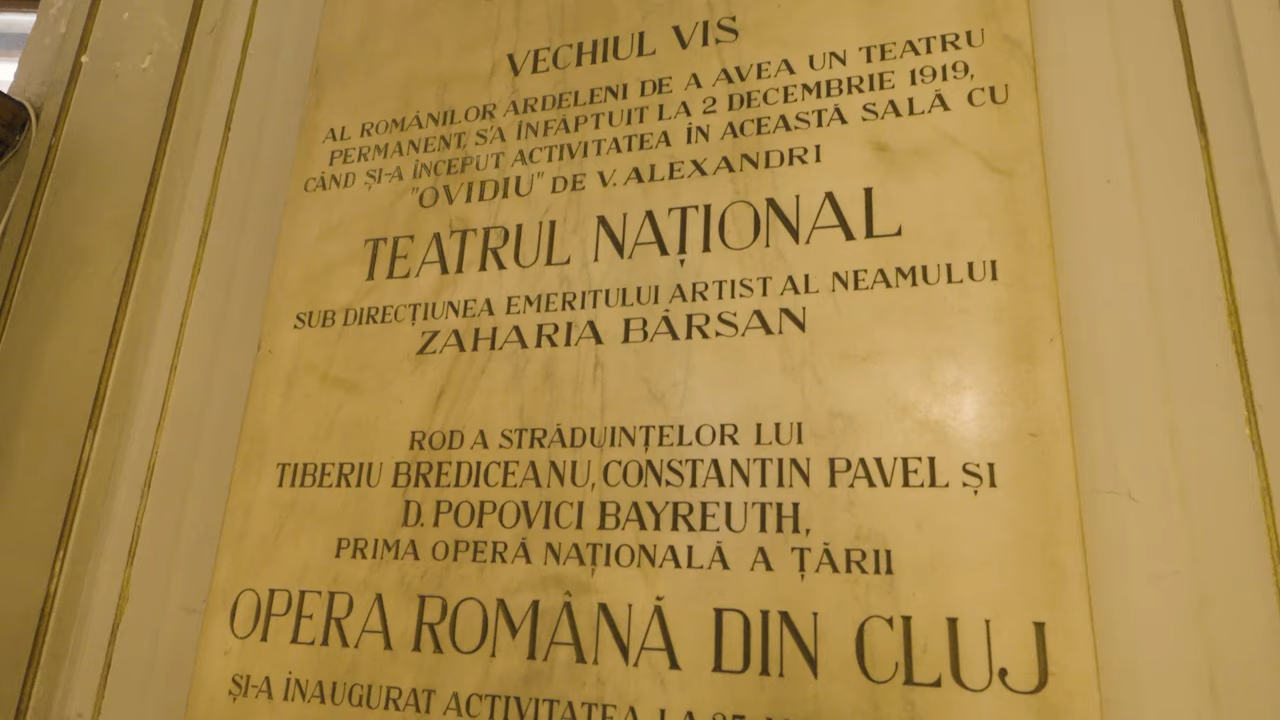 VECHIUL VIS
AL ROMÂNILOR ARDELENI DE A AVEA UN TEATRU
PERMANENT, S'A ÎNFĂPTUIT LA 2 DECEMBRIE 1919,
CÂND ȘI-A ÎNCEPUT ACTIVITATEA ÎN ACEASTĂ SALĂ CU
"OVIDIU" DE V. ALEXANDRI
TEATRUL NAȚIONAL
SUB DIRECȚIUNEA EMERITULUI ARTIST AL NEAMULUI
ZAHARIA BÂRSAN
ROD A STRĂDUINȚELOR LUI
TIBERIU BREDICEANU, CONSTANTIN PAVEL ȘI
D. POPOVICI BAYREUTH,
PRIMA OPERĂ NAȚIONALĂ A ȚĂRII
OPERA ROMÂNĂ DIN CLUJ
ȘI-A INAUGURAT ACTIVITATEA LA